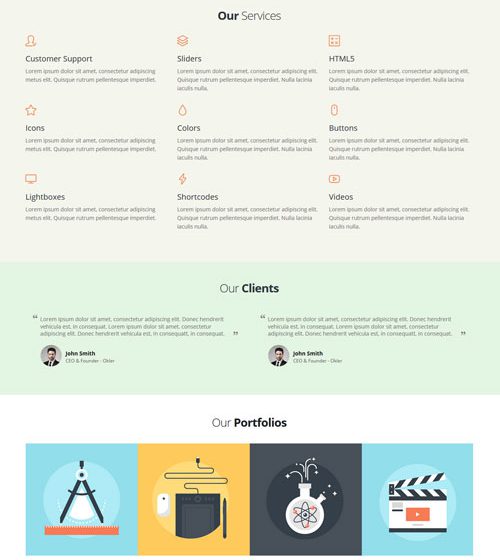 Our Services
Customer Support
Lorem ipsum dolor sit amet, consectetur adipiscing
metus elit. Quisque rutrum pellentesque imperdiet.
Sliders
Lorem ipsum dolor sit amet, consectetur adipiscing elit.
Quisque rutrum pellentesque imperdiet. Nulla lacinia
iaculis nulla.
HTML5
Lorem ipsum dolor sit amet, consectetur adipiscing elit.
Quisque rutrum pellentesque imperdiet. Nulla lacinia
iaculis nulla.
Icons
Lorem ipsum dolor sit amet, consectetur adipiscing
metus elit. Quisque rutrum pellentesque imperdiet.
Colors
Lorem ipsum dolor sit amet, consectetur adipiscing elit.
Quisque rutrum pellentesque imperdiet. Nulla lacinia
iaculis nulla.
Buttons
Lorem ipsum dolor sit amet, consectetur adipiscing elit.
Quisque rutrum pellentesque imperdiet. Nulla lacinia
iaculis nulla.
Lightboxes
Lorem ipsum dolor sit amet, consectetur adipiscing
metus elit. Quisque rutrum pellentesque imperdiet.
Shortcodes
Lorem ipsum dolor sit amet, consectetur adipiscing elit.
Quisque rutrum pellentesque imperdiet. Nulla lacinia
iaculis nulla.
Videos
Lorem ipsum dolor sit amet, consectetur adipiscing elit.
Quisque rutrum pellentesque imperdiet. Nulla lacinia
iaculis nulla.
Our Clients
“ Lorem ipsum dolor sit amet, consectetur adipiscing elit. Donec hendrerit
vehicula est, in consequat. Lorem ipsum dolor sit amet, consectetur
adipiscing elit. Donec hendrerit vehicula est, in consequat, in consequat. ”
John Smith
CEO & Founder - Okler
“ Lorem ipsum dolor sit amet, consectetur adipiscing elit. Donec hendrerit
vehicula est, in consequat. Lorem ipsum dolor sit amet, consectetur
adipiscing elit. Donec hendrerit vehicula est, in consequat, in consequat. ”
John Smith
CEO & Founder - Okler
Our Portfolios